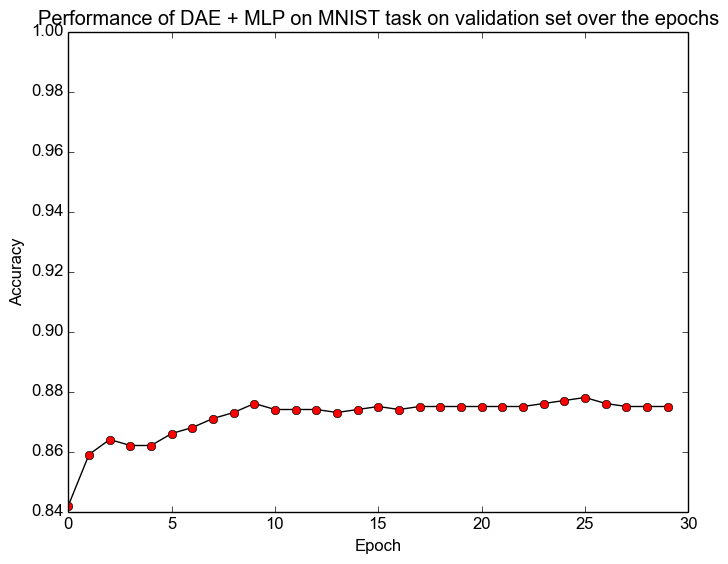 Performance of DAE + MLP on MNIST task on validation set over the epochs
1.00
0.98
0.96
0.94
0.92
0.90
0.88
0.86
0.84
Accuracy
0 5 10 15 20 25 30
Epoch